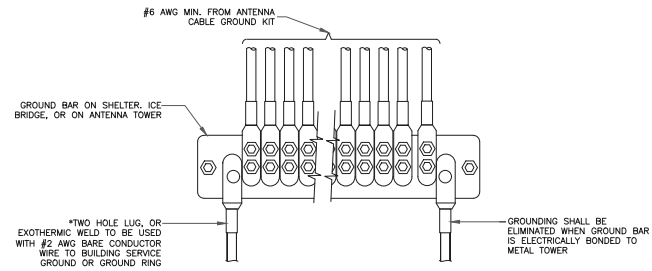 #6 AWG MIN. FROM ANTENNA
CABLE GROUND KIT
GROUND BAR ON SHELTER. ICE
BRIDGE, OR ON ANTENNA TOWER
*TWO HOLE LUG, OR
EXOTHERMIC WELD TO BE USED
WITH #2 AWG BARE CONDUCTOR
WIRE TO BUILDING SERVICE
GROUND OR GROUND RING
GROUNDING SHALL BE
ELIMINATED WHEN GROUND BAR
IS ELECTRICALLY BONDED TO
METAL TOWER